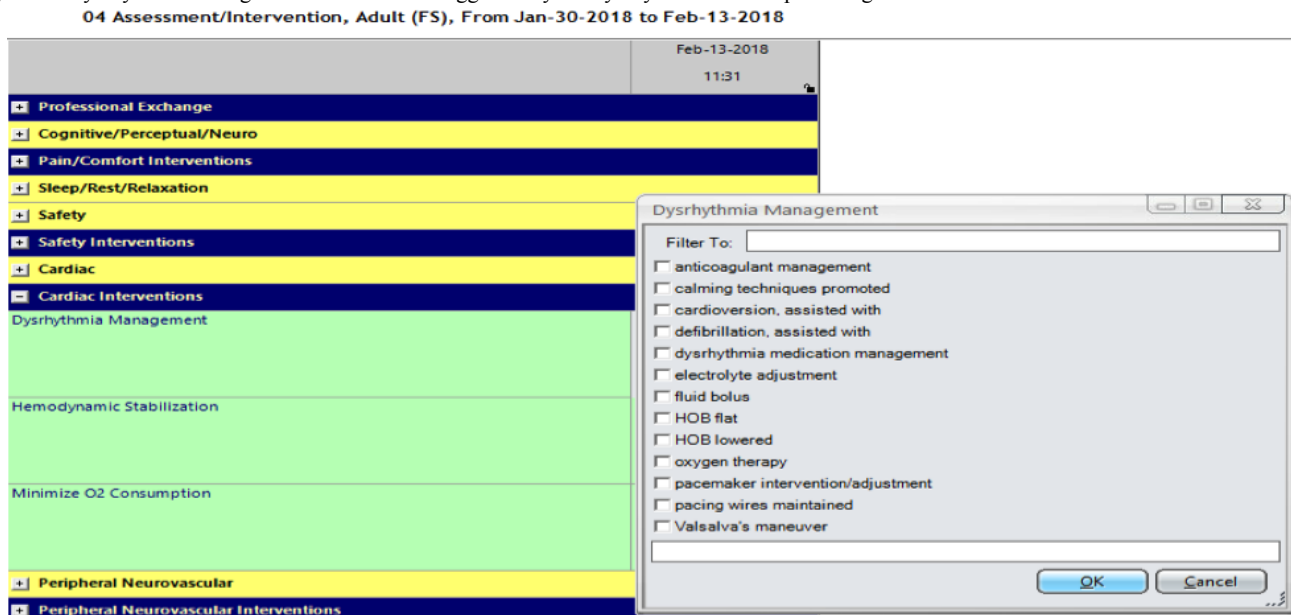 04 Assessment/Intervention, Adult (FS), From Jan-30-2018 to Feb-13-2018
Feb-13-2018
11:31
Professional Exchange
Cognitive/Perceptual/Neuro
Pain/Comfort Interventions
Sleep/Rest/Relaxation
Safety
Safety Interventions
Cardiac
Cardiac Interventions
Dysrhythmia Management
Hemodynamic Stabilization
Minimize O2 Consumption
Peripheral Neurovascular
Peripheral Neurovascular Interventions
Dysrhythmia Management
Filter To:
anticoagulant management
calming techniques promoted
cardioversion, assisted with
defibrillation, assisted with
dysrhythmia medication management
electrolyte adjustment
fluid bolus
HOB flat
HOB lowered
oxygen therapy
pacemaker intervention/adjustment
pacing wires maintained
Valsalva's maneuver
OK Cancel